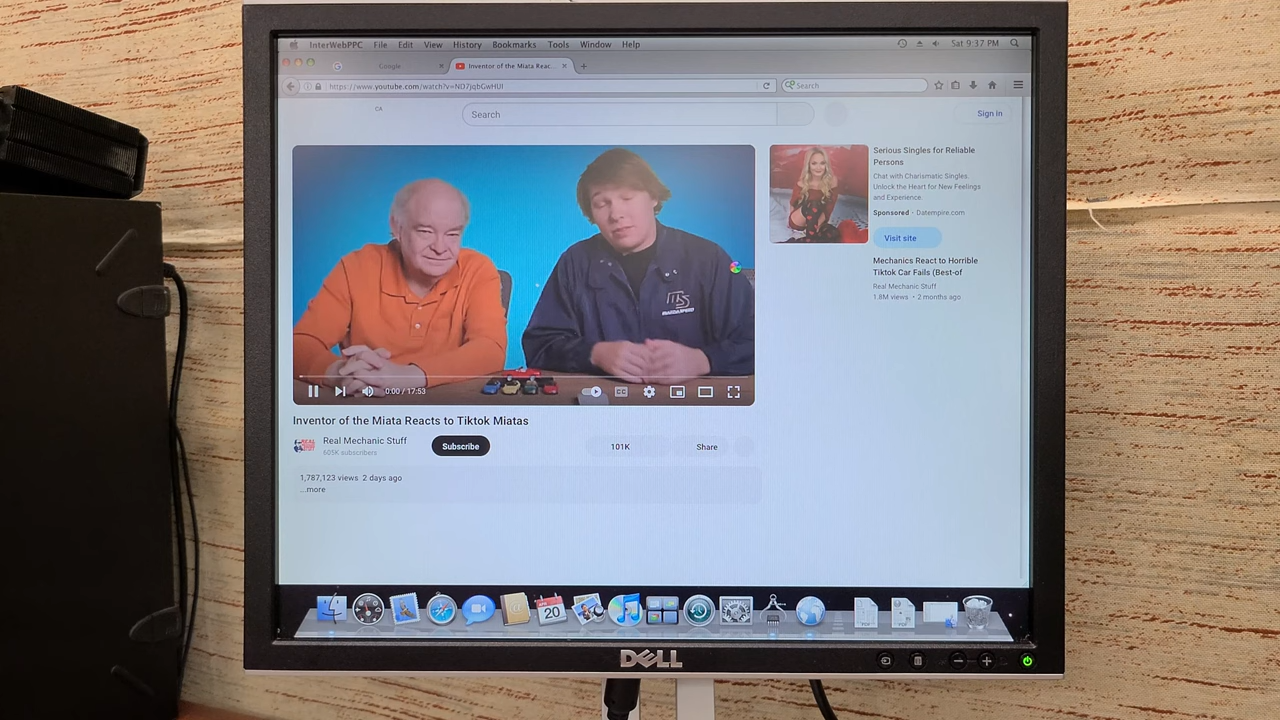 InterWebPPC File Edit View History Bookmarks Tools Window Help Sat 9:37 PM
Google Inventor of the Miata Reac...
https://www.youtube.com/watch?v=ND7jqbGwHUI
Search
CA
Search
Sign in
Serious Singles for Reliable
Persons
Chat with Charismatic Singles.
Unlock the Heart for New Feelings
and Experience.
Sponsored · Datempire.com
Visit site
Mechanics React to Horrible
Tiktok Car Fails (Best-of
Real Mechanic Stuff
1.8M views • 2 months ago
0:00 / 17:53
CC
Inventor of the Miata Reacts to Tiktok Miatas
Real Mechanic Stuff
605K subscribers
Subscribe
101K
Share
1,787,123 views 2 days ago
...more
20
PDF
PDF
DELL